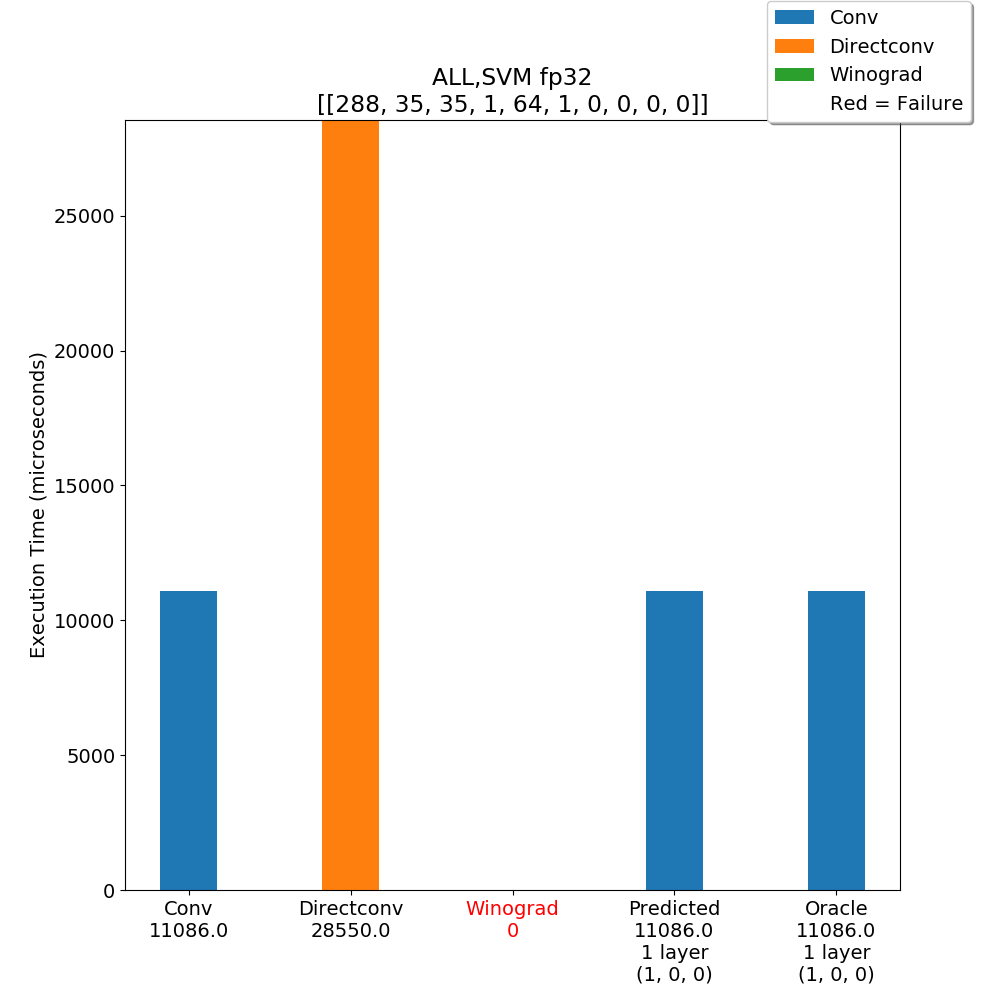 Conv
Directconv
Winograd
Red = Failure
ALL,SVM fp32
[[288, 35, 35, 1, 64, 1, 0, 0, 0, 0]]
Execution Time (microseconds)
25000
20000
15000
10000
5000
0
Conv
11086.0
Directconv
28550.0
Winograd
0
Predicted
11086.0
1 layer
(1, 0, 0)
Oracle
11086.0
1 layer
(1, 0, 0)